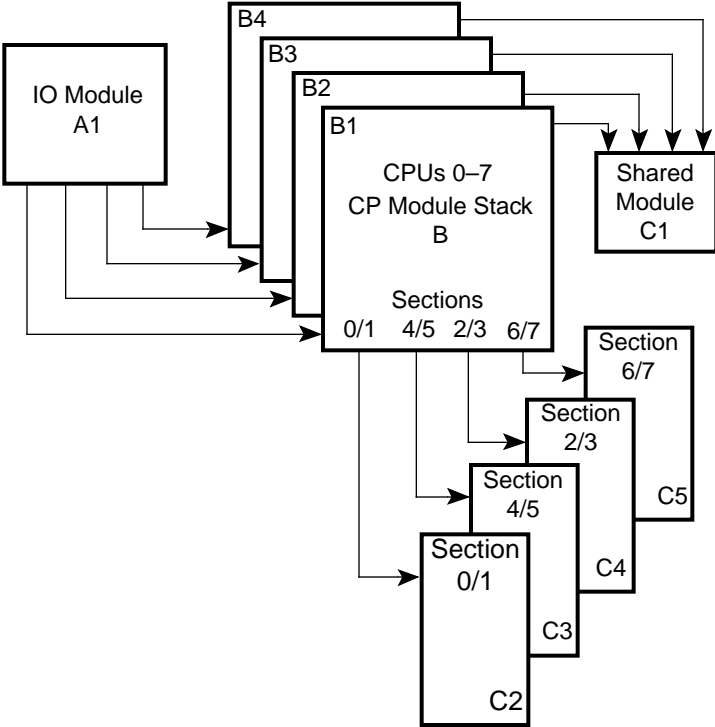 B4
B3
B2
B1
IO Module
A1
CPUs 0–7
CP Module Stack
B
Shared
Module
C1
Sections
0/1 4/5 2/3 6/7
Section
6/7
C5
Section
2/3
C4
Section
4/5
C3
Section
0/1
C2